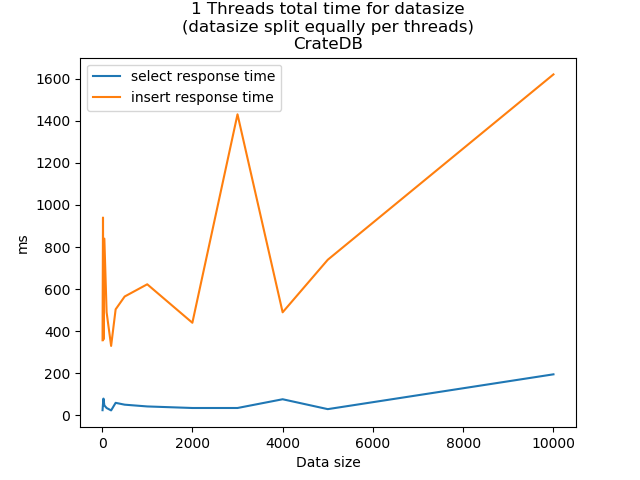 1 Threads total time for datasize
(datasize split equally per threads)
CrateDB
select response time
insert response time
1600
1400
1200
1000
800
600
400
200
0
ms
0 2000 4000 6000 8000 10000
Data size